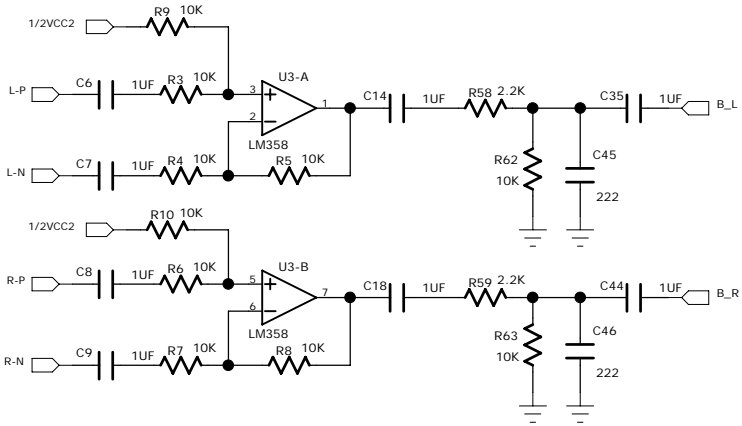 R9 10K
1/2VCC2
L-P C6 1UF R3 10K 3 U3-A 1 C14 1UF R58 2.2K C35 1UF B_L
2
LM358
L-N C7 1UF R4 10K R5 10K
R62 10K
C45 222
R10 10K
1/2VCC2
R-P C8 1UF R6 10K 5 U3-B 7 C18 1UF R59 2.2K C44 1UF B_R
6
LM358
R-N C9 1UF R7 10K R8 10K
R63 10K
C46 222